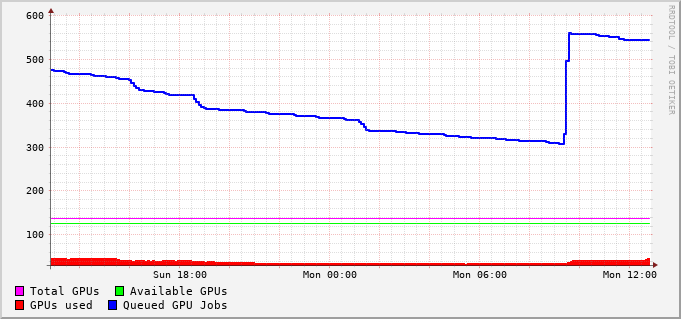 600
500
400
300
200
100
Sun 18:00 Mon 00:00 Mon 06:00 Mon 12:00
Total GPUs Available GPUs
GPUs used Queued GPU Jobs
RRDTOOL / TOBI OETIKER